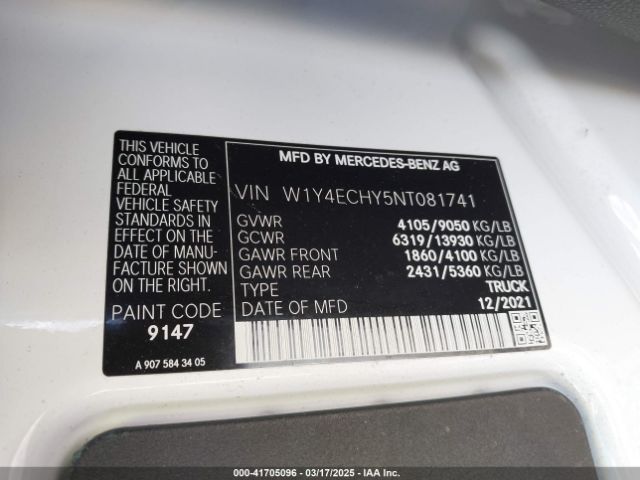 THIS VEHICLE
CONFORMS TO
ALL APPLICABLE
FEDERAL
VEHICLE SAFETY
STANDARDS IN
EFFECT ON THE
DATE OF MANU-
FACTURE SHOWN
ON THE RIGHT.
PAINT CODE
9147
A 907 584 34 05
MFD BY MERCEDES-BENZ AG
VIN W1Y4ECHY5NT081741
GVWR 4105/9050 KG/LB
GCWR 6319/13930 KG/LB
GAWR FRONT 1860/4100 KG/LB
GAWR REAR 2431/5360 KG/LB
TYPE TRUCK
DATE OF MFD 12/2021
000-41705096 — 03/17/2025 — IAA Inc.